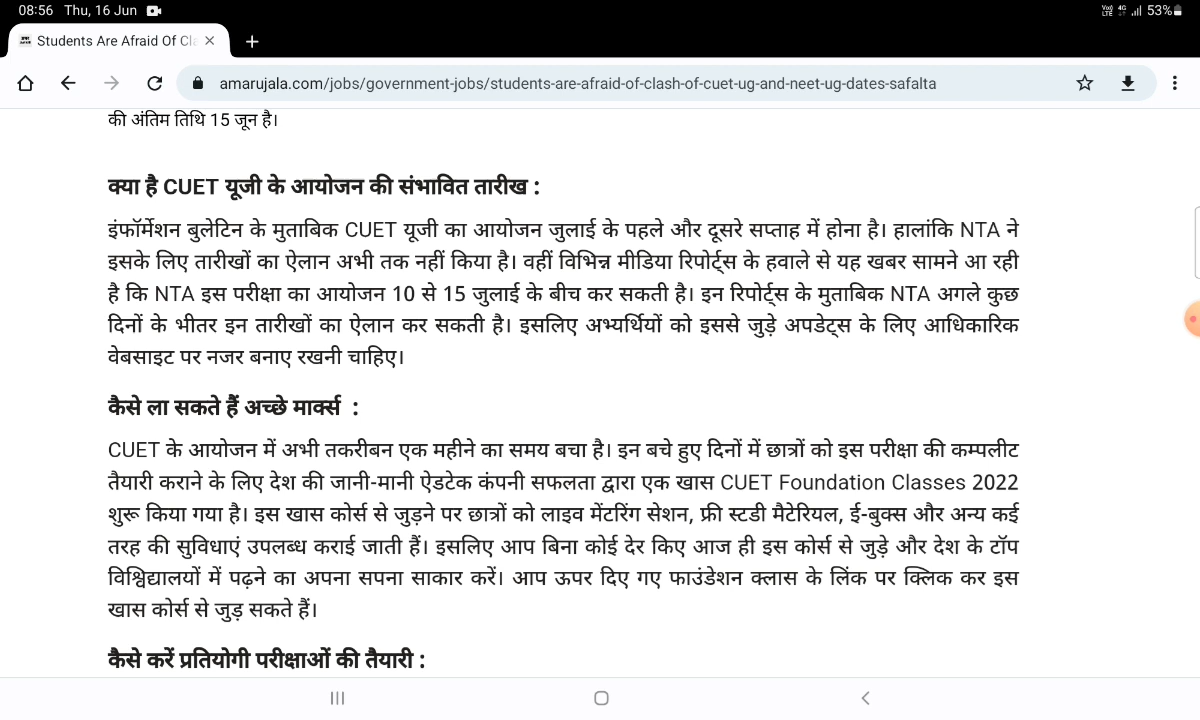 08:56 Thu, 16 Jun
Vo) LTE 4G 53%
Students Are Afraid Of Cl
amarujala.com/jobs/government-jobs/students-are-afraid-of-clash-of-cuet-ug-and-neet-ug-dates-safalta
की अंतिम तिथि 15 जून है।
क्या है CUET यूजी के आयोजन की संभावित तारीख :
इंफॉर्मेशन बुलेटिन के मुताबिक CUET यूजी का आयोजन जुलाई के पहले और दूसरे सप्ताह में होना है। हालांकि NTA ने
इसके लिए तारीखों का ऐलान अभी तक नहीं किया है। वहीं विभिन्न मीडिया रिपोर्ट्स के हवाले से यह खबर सामने आ रही
है कि NTA इस परीक्षा का आयोजन 10 से 15 जुलाई के बीच कर सकती है। इन रिपोर्ट्स के मुताबिक NTA अगले कुछ
दिनों के भीतर इन तारीखों का ऐलान कर सकती है। इसलिए अभ्यर्थियों को इससे जुड़े अपडेट्स के लिए आधिकारिक
वेबसाइट पर नजर बनाए रखनी चाहिए।
कैसे ला सकते हैं अच्छे मार्क्स :
CUET के आयोजन में अभी तकरीबन एक महीने का समय बचा है। इन बचे हुए दिनों में छात्रों को इस परीक्षा की कम्पलीट
तैयारी कराने के लिए देश की जानी-मानी ऐडटेक कंपनी सफलता द्वारा एक खास CUET Foundation Classes 2022
शुरू किया गया है। इस खास कोर्स से जुड़ने पर छात्रों को लाइव मेंटरिंग सेशन, फ्री स्टडी मैटेरियल, ई-बुक्स और अन्य कई
तरह की सुविधाएं उपलब्ध कराई जाती हैं। इसलिए आप बिना कोई देर किए आज ही इस कोर्स से जुड़े और देश के टॉप
विश्विद्यालयों में पढ़ने का अपना सपना साकार करें। आप ऊपर दिए गए फाउंडेशन क्लास के लिंक पर क्लिक कर इस
खास कोर्स से जुड़ सकते हैं।
कैसे करें प्रतियोगी परीक्षाओं की तैयारी :